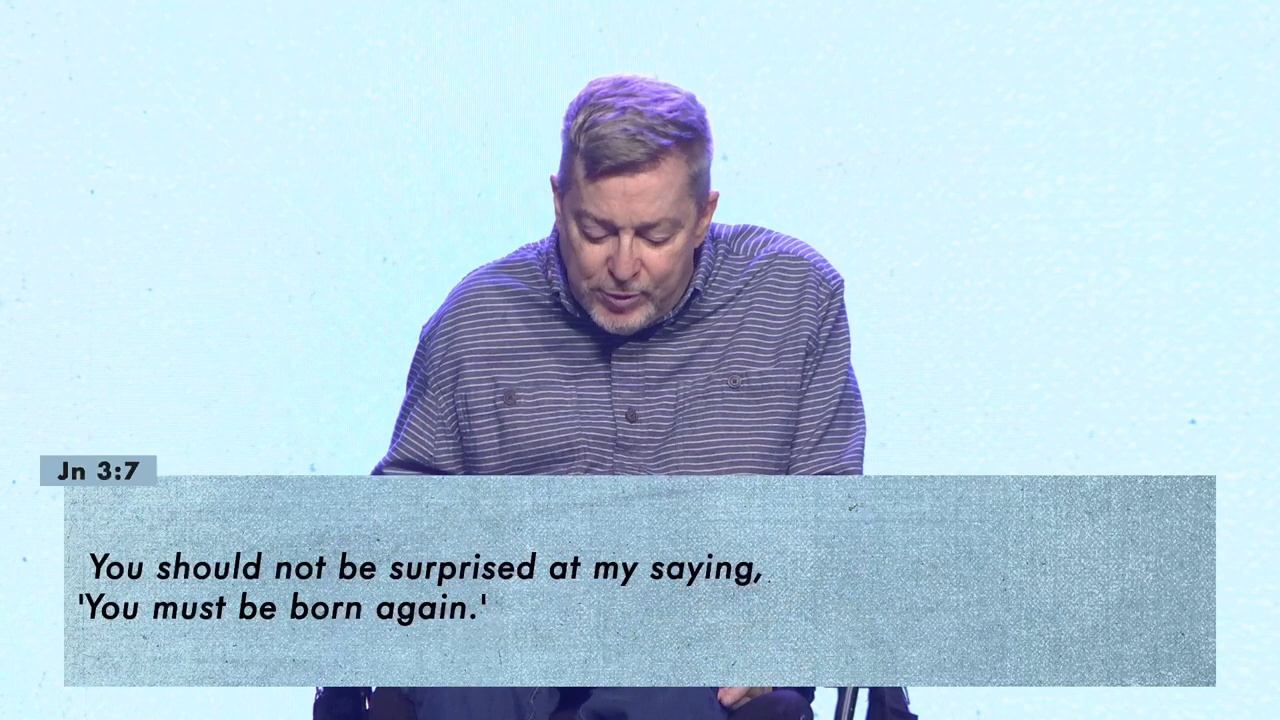 Jn 3:7
You should not be surprised at my saying,
'You must be born again.'